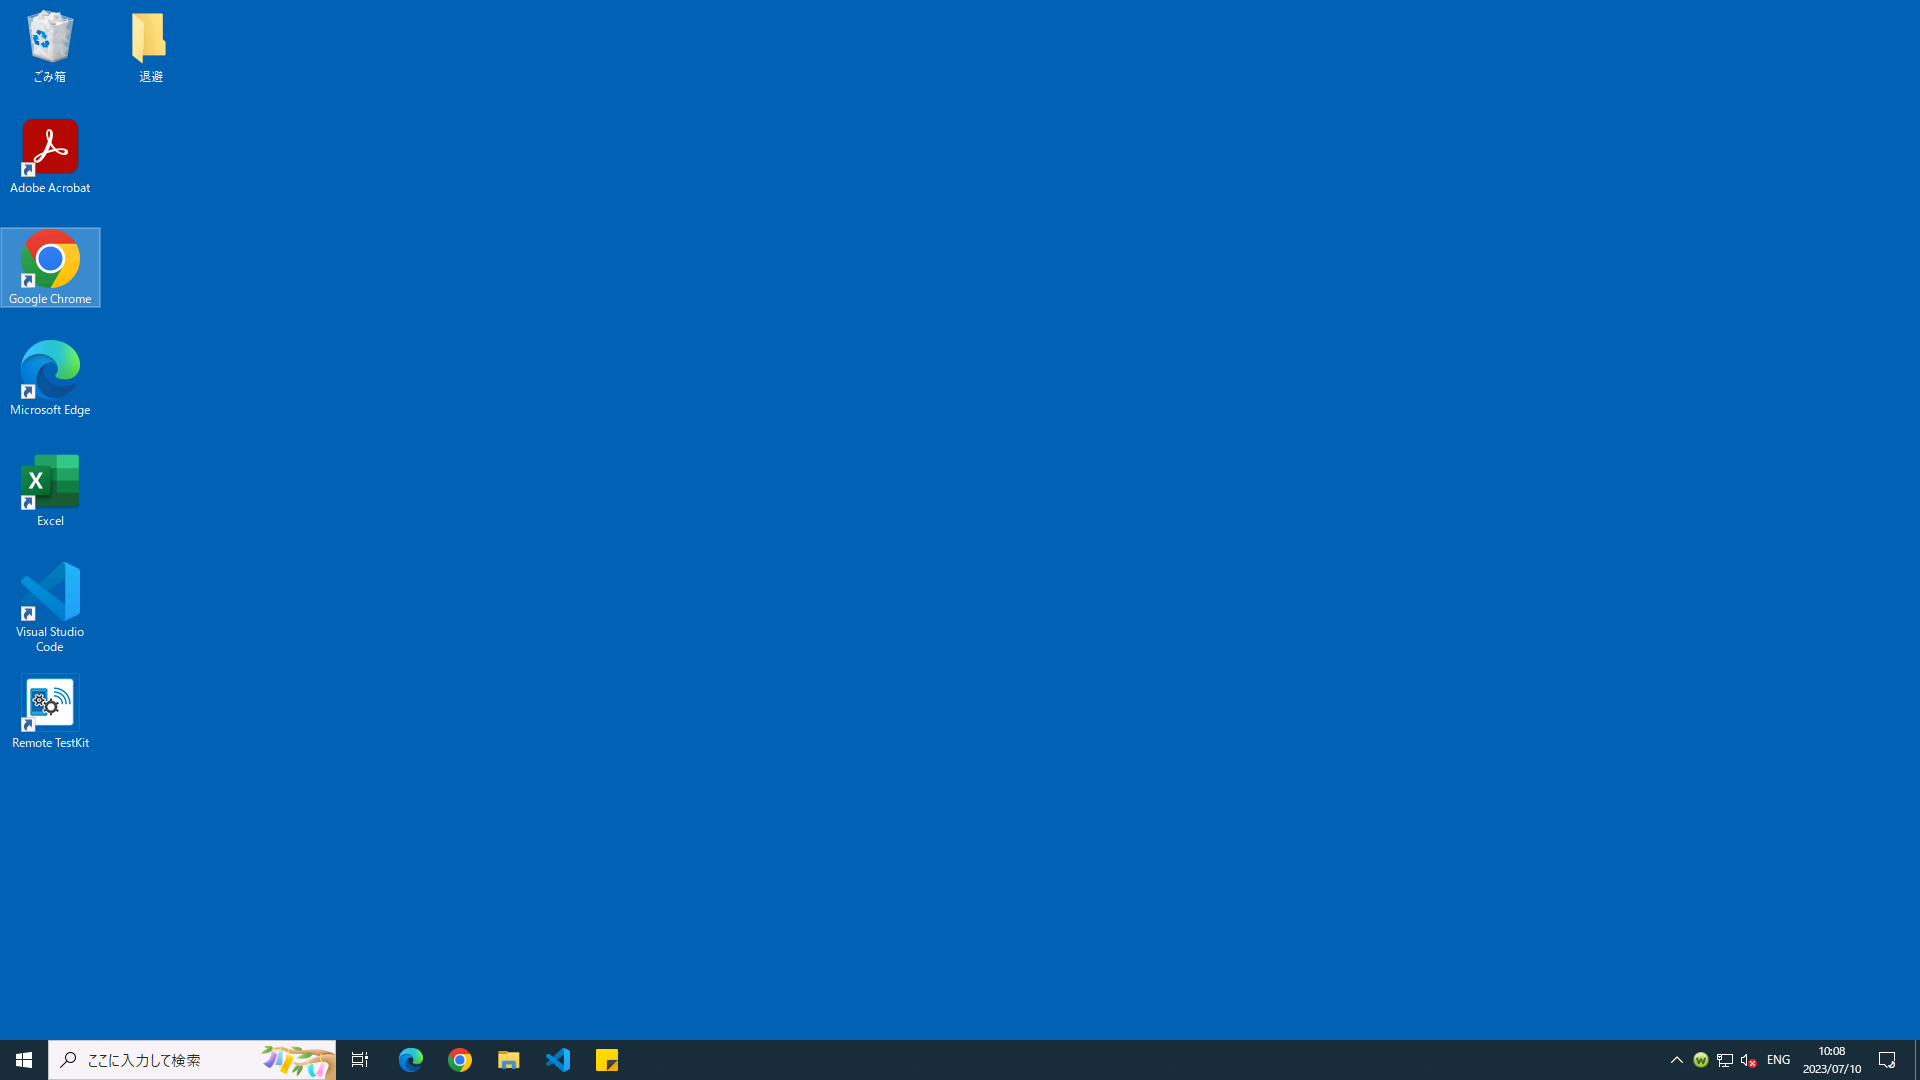 ごみ箱
退避
Adobe Acrobat
Google Chrome
Microsoft Edge
X
Excel
Visual Studio
Code
Remote TestKit
ここに入力して検索
W
ENG
10:08
2023/07/10